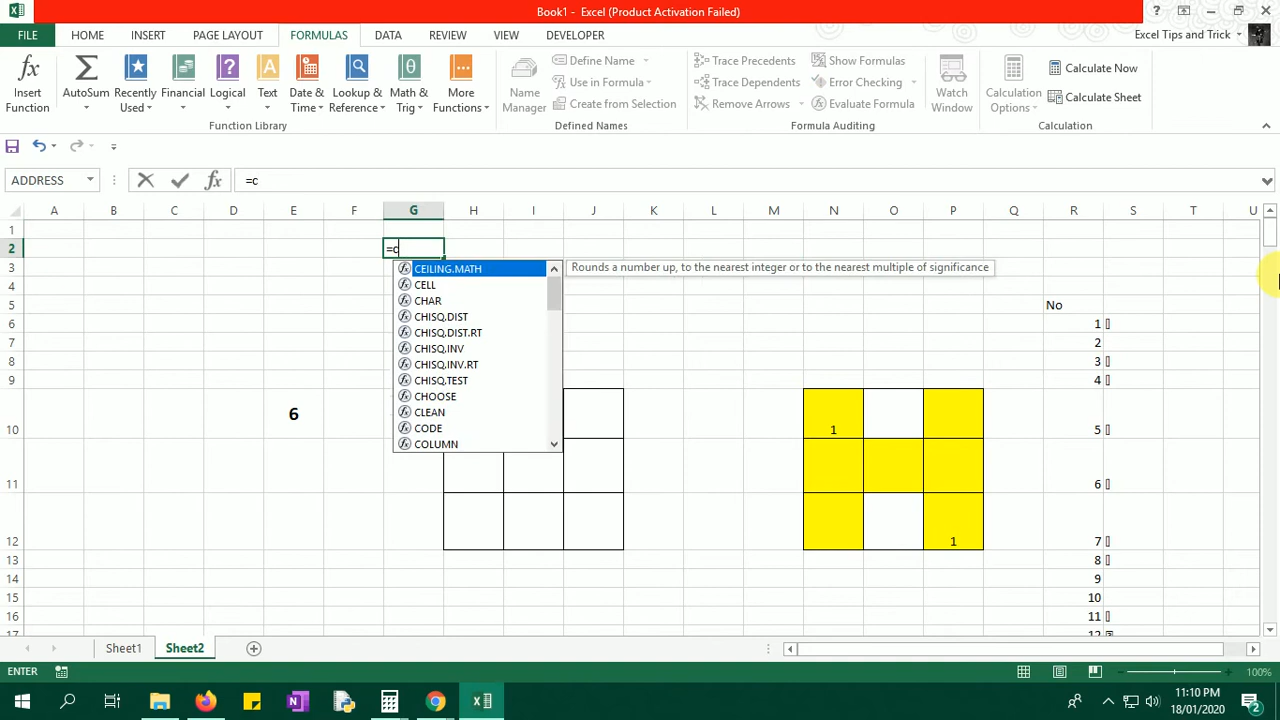 Book1 - Excel (Product Activation Failed)
FILE HOME INSERT PAGE LAYOUT FORMULAS DATA REVIEW VIEW DEVELOPER Excel Tips and Trick
Insert Function
AutoSum
Recently Used
Financial
Logical
Text
Date & Time
Lookup & Reference
Math & Trig
More Functions
Function Library
Name Manager
Define Name
Use in Formula
Create from Selection
Defined Names
Trace Precedents
Trace Dependents
Remove Arrows
Show Formulas
Error Checking
Evaluate Formula
Formula Auditing
Watch Window
Calculation Options
Calculate Now
Calculate Sheet
Calculation
ADDRESS =c
A B C D E F G H I J K L M N O P Q R S T U
1
2 =c
3 CEILING.MATH Rounds a number up, to the nearest integer or to the nearest multiple of significance
4 CELL
CHAR
5 CHISQ.DIST No
6 CHISQ.DIST.RT 1
7 CHISQ.INV 2
8 CHISQ.INV.RT 3
9 CHISQ.TEST 4
CHOOSE
6 CLEAN
10 CODE 1 5
COLUMN
11 6
12 1 7
13 8
14 9
15 10
16 11
17 12
Sheet1 Sheet2
ENTER 100%
11:10 PM
18/01/2020
2